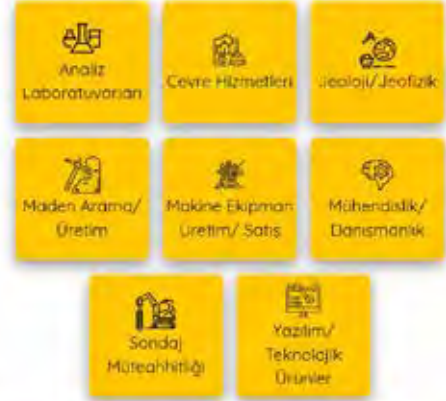 Analiz
Laboratuvarları
Çevre Hizmetleri
Jeoloji/Jeofizik
Maden Arama/
Üretim
Makine Ekipman
Üretim/ Satış
Mühendislik/
Danışmanlık
Sondaj
Müteahhitliği
Yazılım/
Teknolojik
Ürünler